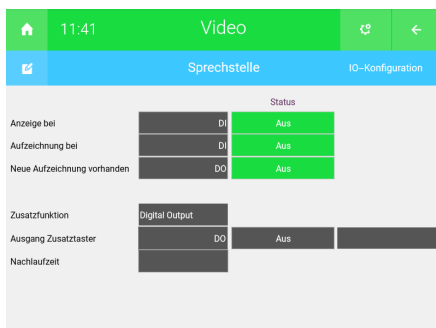 11:41 Video
Sprechstelle IO-Konfiguration
Status
Anzeige bei DI Aus
Aufzeichnung bei DI Aus
Neue Aufzeichnung vorhanden DO Aus
Zusatzfunktion Digital Output
Ausgang Zusatztaster DO Aus
Nachlaufzeit